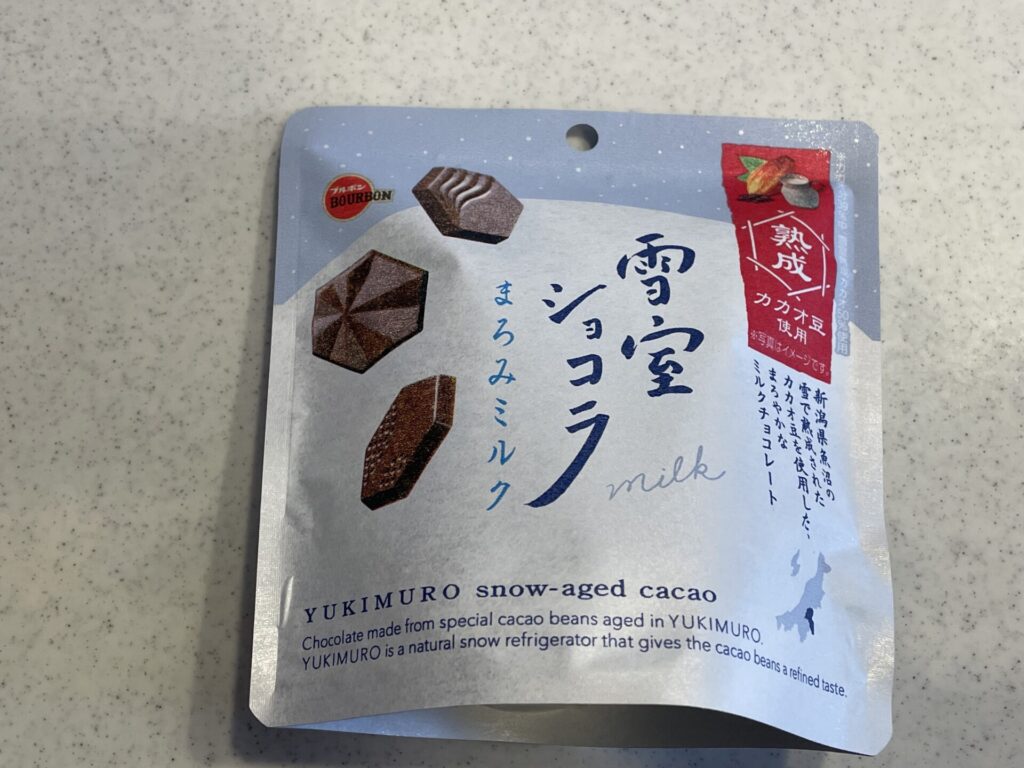 ブルボン
BOURBON
雪室
ショコラ
まろみミルク
milk
熟成
カカオ豆
使用
※写真はイメージです。
新潟県魚沼の
雪で熟成された
カカオ豆を使用した、
まろやかな
ミルクチョコレート
YUKIMURO snow-aged cacao
Chocolate made from special cacao beans aged in YUKIMURO.
YUKIMURO is a natural snow refrigerator that gives the cacao beans a refined taste.